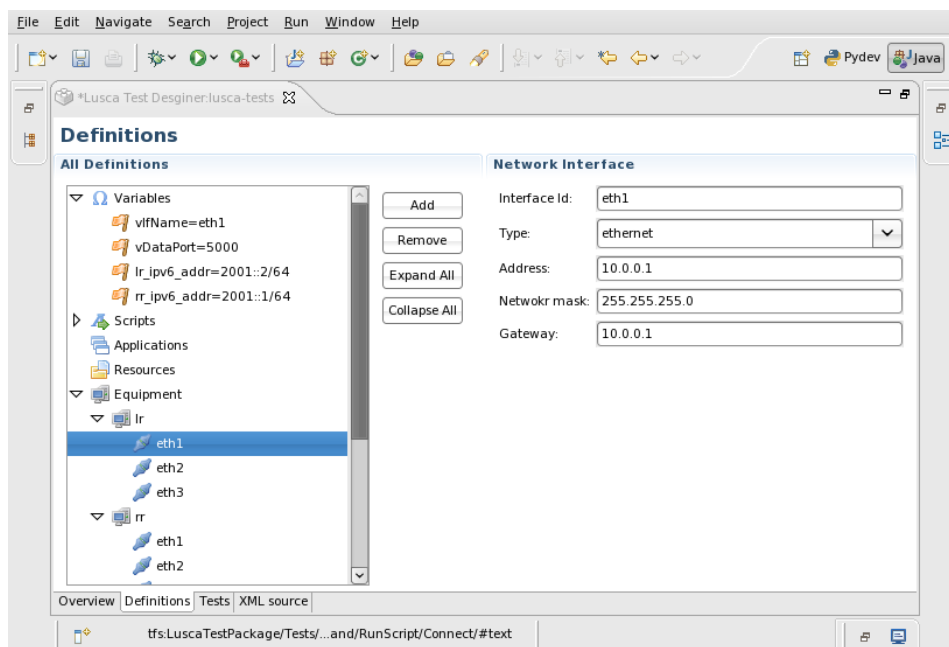 File Edit Navigate Search Project Run Window Help
Pydev Java
*Lusca Test Desginer:lusca-tests
Definitions
All Definitions
Variables
vIfName=eth1
vDataPort=5000
lr_ipv6_addr=2001::2/64
rr_ipv6_addr=2001::1/64
Scripts
Applications
Resources
Equipment
lr
eth1
eth2
eth3
rr
eth1
eth2
Add
Remove
Expand All
Collapse All
Network Interface
Interface Id: eth1
Type: ethernet
Address: 10.0.0.1
Netwokr mask: 255.255.255.0
Gateway: 10.0.0.1
Overview Definitions Tests XML source
tfs:LuscaTestPackage/Tests/...and/RunScript/Connect/#text